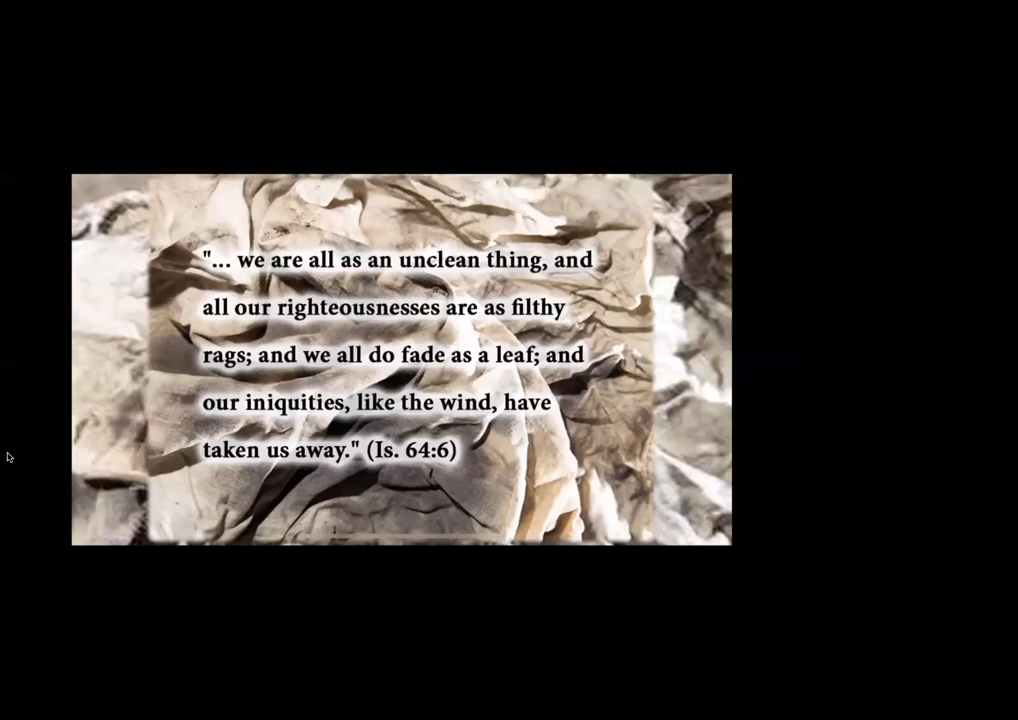 "... we are all as an unclean thing, and
all our righteousnesses are as filthy
rags; and we all do fade as a leaf; and
our iniquities, like the wind, have
taken us away." (Is. 64:6)